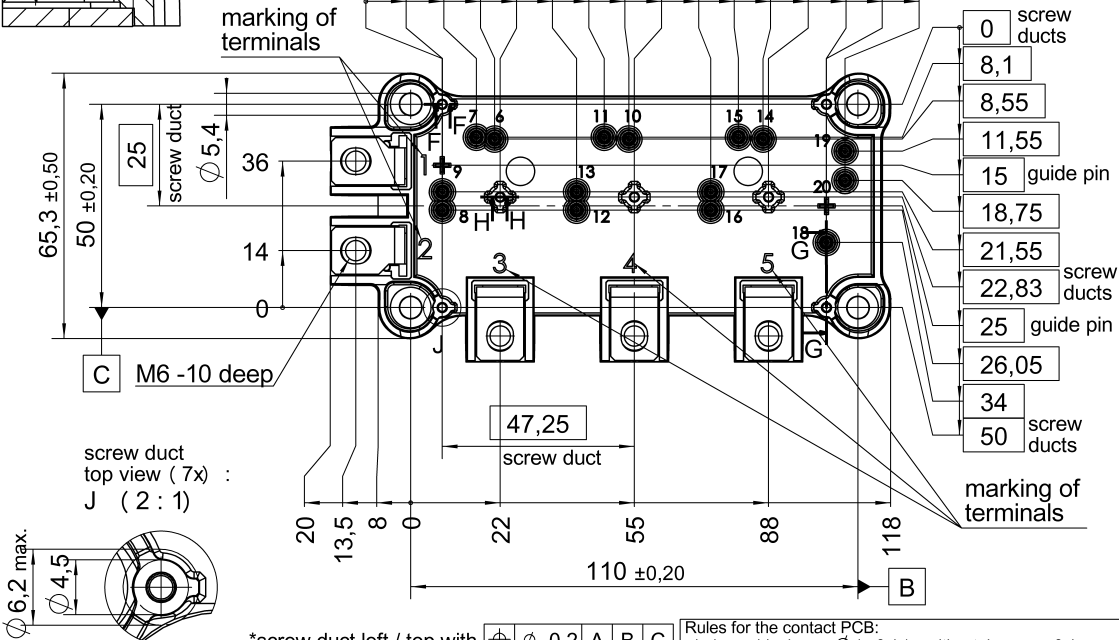 marking of
terminals
0
screw
ducts
8,1
8,55
11,55
15
guide pin
18,75
21,55
22,83
screw
ducts
25
guide pin
26,05
34
50
screw
ducts
65,3 ±0,50
50 ±0,20
25
screw duct
⌀ 5,4
36
14
0
F
F
7
6
11
10
15
14
19
1
9
13
17
20
8
H
H
12
16
18
G
2
3
4
5
J
G
C
M6 -10 deep
47,25
screw duct
screw duct
top view ( 7x) :
J ( 2 : 1)
marking of
terminals
20
13,5
8
0
22
55
88
118
110 ±0,20
B
⌀ 6,2 max.
⌀ 4,5
*screw duct left / top with ⌖ ⌀ 0,2 A B C
Rules for the contact PCB: